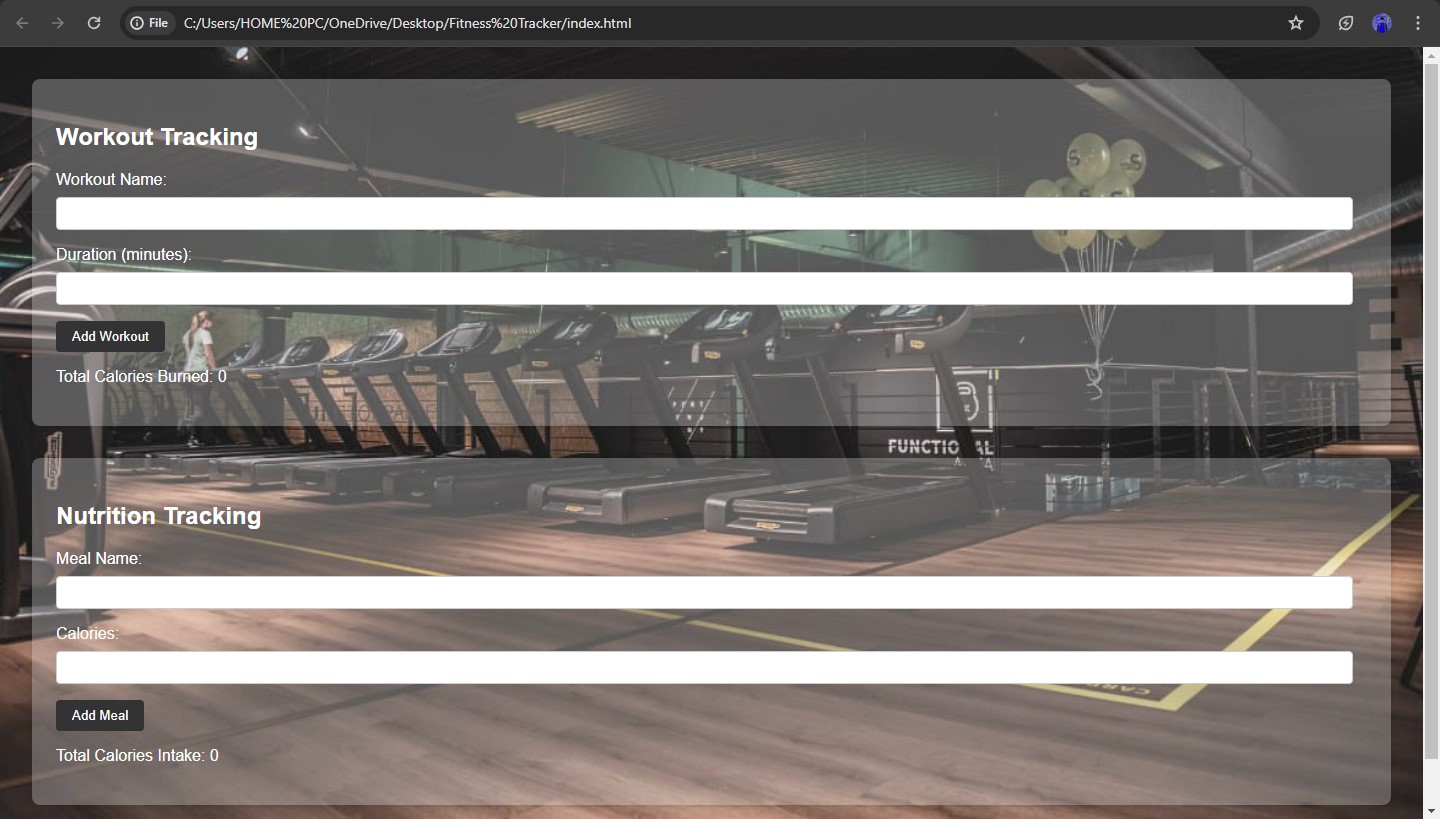 File C:/Users/HOME%20PC/OneDrive/Desktop/Fitness%20Tracker/index.html
Workout Tracking
Workout Name:
Duration (minutes):
Add Workout
Total Calories Burned: 0
FUNCTIONAL
Nutrition Tracking
Meal Name:
Calories:
Add Meal
Total Calories Intake: 0